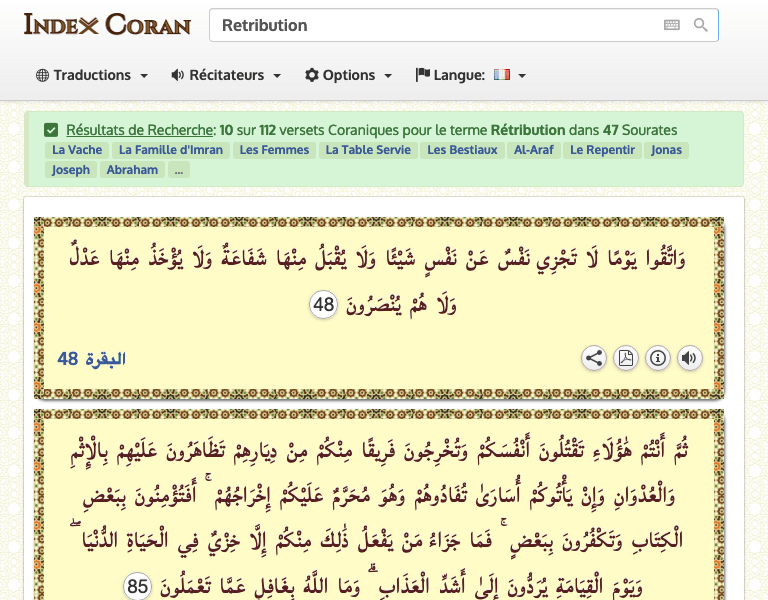 INDEX CORAN
Retribution
Traductions Récitateurs Options Langue:
Résultats de Recherche: 10 sur 112 versets Coraniques pour le terme Rétribution dans 47 Sourates
La Vache La Famille d'Imran Les Femmes La Table Servie Les Bestiaux Al-Araf Le Repentir Jonas
Joseph Abraham ...
وَاتَّقُوا يَوْمًا لَا تَجْزِي نَفْسٌ عَنْ نَفْسٍ شَيْئًا وَلَا يُقْبَلُ مِنْهَا شَفَاعَةٌ وَلَا يُؤْخَذُ مِنْهَا عَدْلٌ
وَلَا هُمْ يُنْصَرُونَ 48
البقرة 48
ثُمَّ أَنْتُمْ هَٰؤُلَاءِ تَقْتُلُونَ أَنْفُسَكُمْ وَتُخْرِجُونَ فَرِيقًا مِنْكُمْ مِنْ دِيَارِهِمْ تَظَاهَرُونَ عَلَيْهِمْ بِالْإِثْمِ
وَالْعُدْوَانِ وَإِنْ يَأْتُوكُمْ أُسَارَىٰ تُفَادُوهُمْ وَهُوَ مُحَرَّمٌ عَلَيْكُمْ إِخْرَاجُهُمْ ۚ أَفَتُؤْمِنُونَ بِبَعْضِ
الْكِتَابِ وَتَكْفُرُونَ بِبَعْضٍ ۚ فَمَا جَزَاءُ مَنْ يَفْعَلُ ذَٰلِكَ مِنْكُمْ إِلَّا خِزْيٌ فِي الْحَيَاةِ الدُّنْيَا ۖ
وَيَوْمَ الْقِيَامَةِ يُرَدُّونَ إِلَىٰ أَشَدِّ الْعَذَابِ ۗ وَمَا اللَّهُ بِغَافِلٍ عَمَّا تَعْمَلُونَ 85